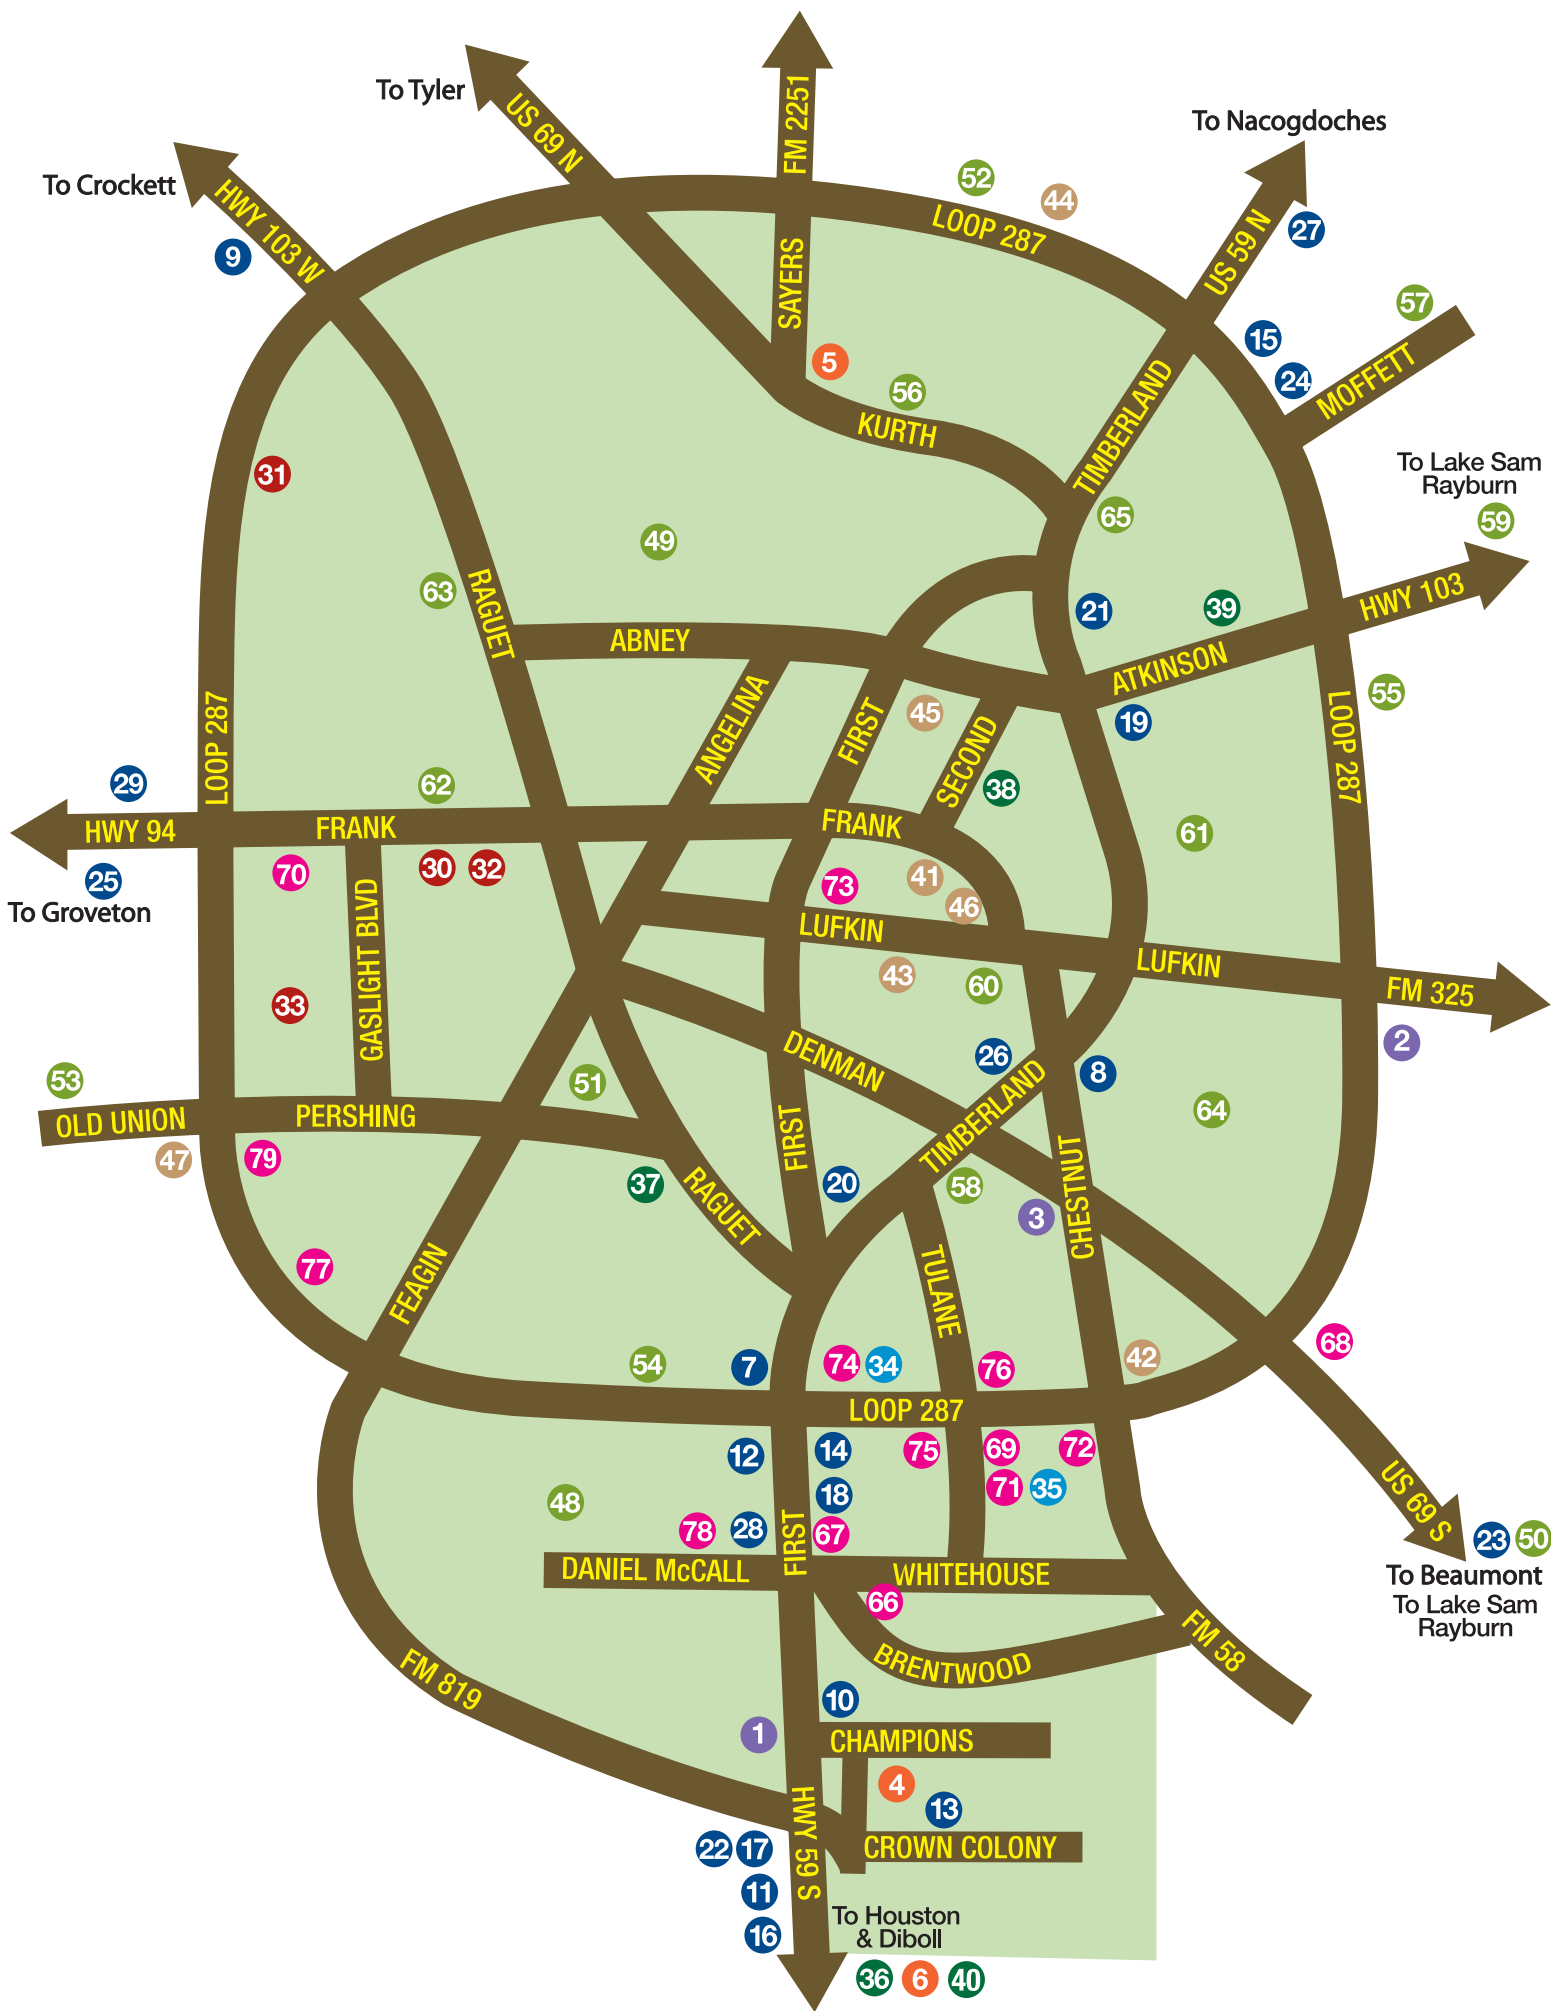 To Tyler
US 69 N
FM 2251
To Nacogdoches
To Crockett
HWY 103 W
52
44
LOOP 287
US 59 N
27
9
SAYERS
57
15
24
MOFFETT
5
56
KURTH
TIMBERLAND
To Lake Sam
Rayburn
59
31
65
49
63
RAGUET
21
39
HWY 103
ABNEY
ATKINSON
55
LOOP 287
ANGELINA
FIRST
45
SECOND
19
LOOP 287
29
62
38
HWY 94
FRANK
FRANK
61
70
30
32
25
To Groveton
73
41
46
GASLIGHT BLVD
LUFKIN
LUFKIN
43
60
FM 325
33
2
DENMAN
26
8
53
51
TIMBERLAND
64
OLD UNION
PERSHING
FIRST
47
79
37
RAGUET
20
58
3
CHESTNUT
77
FEAGIN
TULANE
68
54
7
74
34
76
42
LOOP 287
12
14
75
69
72
18
71
35
48
US 69 S
78
28
67
FIRST
23
50
DANIEL McCALL
WHITEHOUSE
To Beaumont
To Lake Sam
Rayburn
66
FM 58
BRENTWOOD
FM 819
10
1
CHAMPIONS
4
13
HWY 59 S
22
17
CROWN COLONY
11
16
To Houston
& Diboll
36
6
40